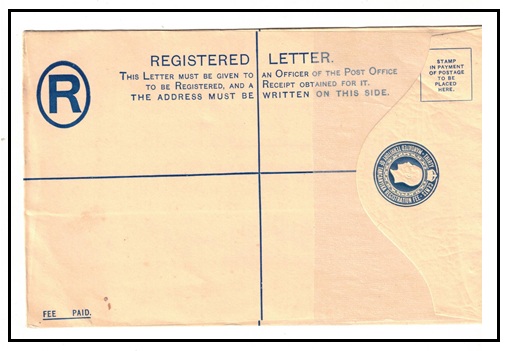 REGISTERED LETTER.
THIS LETTER MUST BE GIVEN TO AN OFFICER OF THE POST OFFICE
TO BE REGISTERED, AND A RECEIPT OBTAINED FOR IT.
THE ADDRESS MUST BE WRITTEN ON THIS SIDE.
R
STAMP
IN PAYMENT
OF POSTAGE
TO BE
PLACED
HERE.
REGISTRATION FEE
FEE PAID.